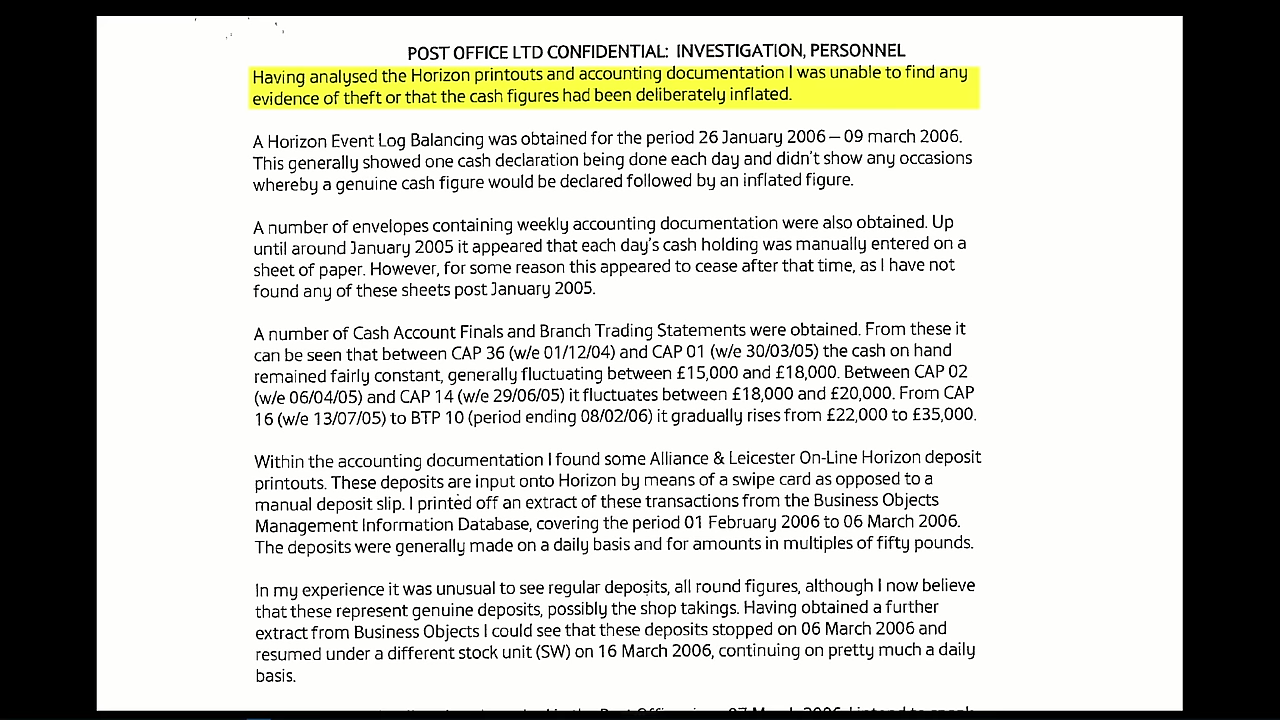 POST OFFICE LTD CONFIDENTIAL: INVESTIGATION, PERSONNEL
Having analysed the Horizon printouts and accounting documentation I was unable to find any
evidence of theft or that the cash figures had been deliberately inflated.
A Horizon Event Log Balancing was obtained for the period 26 January 2006 – 09 march 2006.
This generally showed one cash declaration being done each day and didn't show any occasions
whereby a genuine cash figure would be declared followed by an inflated figure.
A number of envelopes containing weekly accounting documentation were also obtained. Up
until around January 2005 it appeared that each day's cash holding was manually entered on a
sheet of paper. However, for some reason this appeared to cease after that time, as I have not
found any of these sheets post January 2005.
A number of Cash Account Finals and Branch Trading Statements were obtained. From these it
can be seen that between CAP 36 (w/e 01/12/04) and CAP 01 (w/e 30/03/05) the cash on hand
remained fairly constant, generally fluctuating between £15,000 and £18,000. Between CAP 02
(w/e 06/04/05) and CAP 14 (w/e 29/06/05) it fluctuates between £18,000 and £20,000. From CAP
16 (w/e 13/07/05) to BTP 10 (period ending 08/02/06) it gradually rises from £22,000 to £35,000.
Within the accounting documentation I found some Alliance & Leicester On-Line Horizon deposit
printouts. These deposits are input onto Horizon by means of a swipe card as opposed to a
manual deposit slip. I printed off an extract of these transactions from the Business Objects
Management Information Database, covering the period 01 February 2006 to 06 March 2006.
The deposits were generally made on a daily basis and for amounts in multiples of fifty pounds.
In my experience it was unusual to see regular deposits, all round figures, although I now believe
that these represent genuine deposits, possibly the shop takings. Having obtained a further
extract from Business Objects I could see that these deposits stopped on 06 March 2006 and
resumed under a different stock unit (SW) on 16 March 2006, continuing on pretty much a daily
basis.